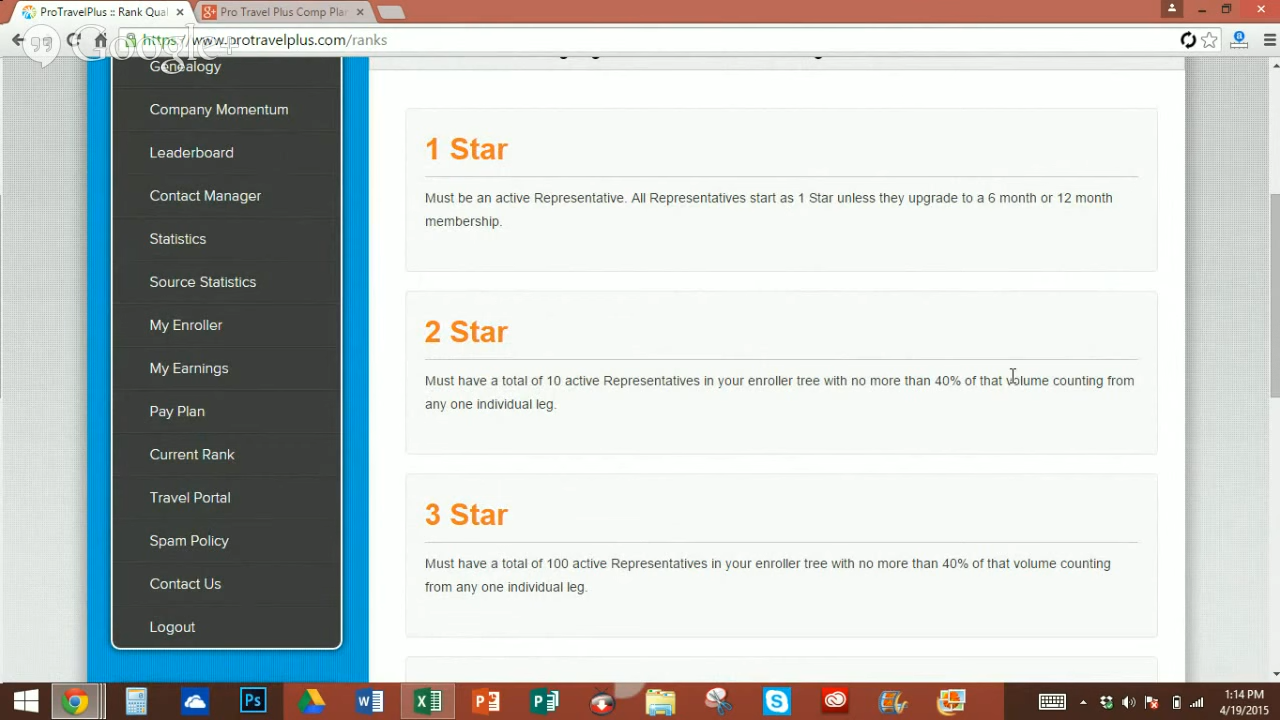 ProTravelPlus :: Rank Qual
Pro Travel Plus Comp Plan
https://www.protravelplus.com/ranks
Google+
Genealogy
Company Momentum
Leaderboard
Contact Manager
Statistics
Source Statistics
My Enroller
My Earnings
Pay Plan
Current Rank
Travel Portal
Spam Policy
Contact Us
Logout
1 Star
Must be an active Representative. All Representatives start as 1 Star unless they upgrade to a 6 month or 12 month
membership.
2 Star
Must have a total of 10 active Representatives in your enroller tree with no more than 40% of that volume counting from
any one individual leg.
3 Star
Must have a total of 100 active Representatives in your enroller tree with no more than 40% of that volume counting
from any one individual leg.
1:14 PM
4/19/2015